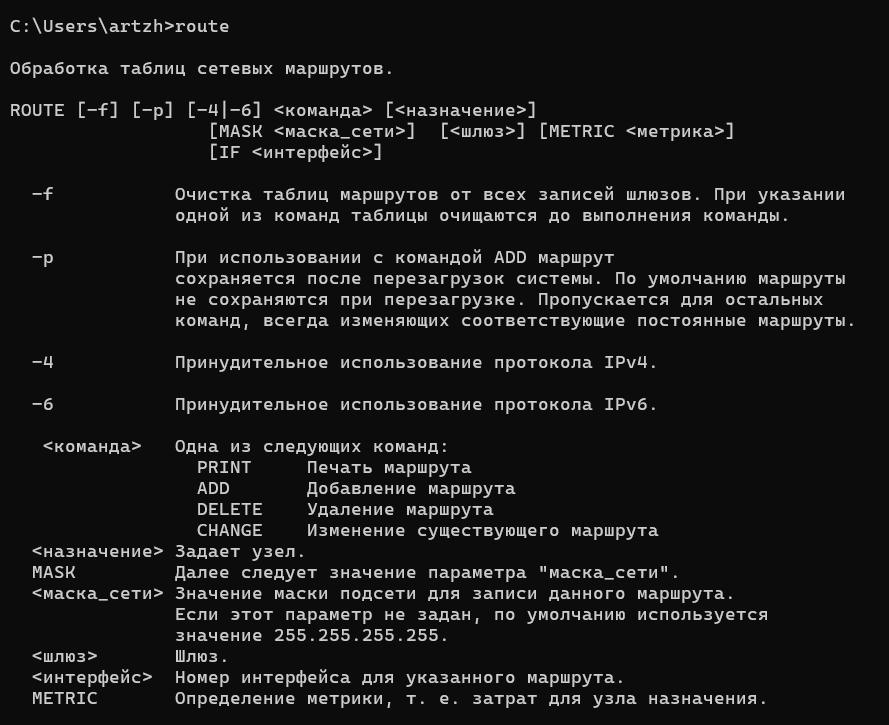 C:\Users\artzh>route
Обработка таблиц сетевых маршрутов.
ROUTE [-f] [-p] [-4|-6] <команда> [<назначение>]
[MASK <маска_сети>]  [<шлюз>] [METRIC <метрика>]
[IF <интерфейс>]
-f           Очистка таблиц маршрутов от всех записей шлюзов. При указании
одной из команд таблицы очищаются до выполнения команды.
-p           При использовании с командой ADD маршрут
сохраняется после перезагрузок системы. По умолчанию маршруты
не сохраняются при перезагрузке. Пропускается для остальных
команд, всегда изменяющих соответствующие постоянные маршруты.
-4           Принудительное использование протокола IPv4.
-6           Принудительное использование протокола IPv6.
<команда>   Одна из следующих команд:
PRINT     Печать маршрута
ADD       Добавление маршрута
DELETE    Удаление маршрута
CHANGE    Изменение существующего маршрута
<назначение> Задает узел.
MASK         Далее следует значение параметра "маска_сети".
<маска_сети> Значение маски подсети для записи данного маршрута.
Если этот параметр не задан, по умолчанию используется
значение 255.255.255.255.
<шлюз>       Шлюз.
<интерфейс>  Номер интерфейса для указанного маршрута.
METRIC       Определение метрики, т. е. затрат для узла назначения.